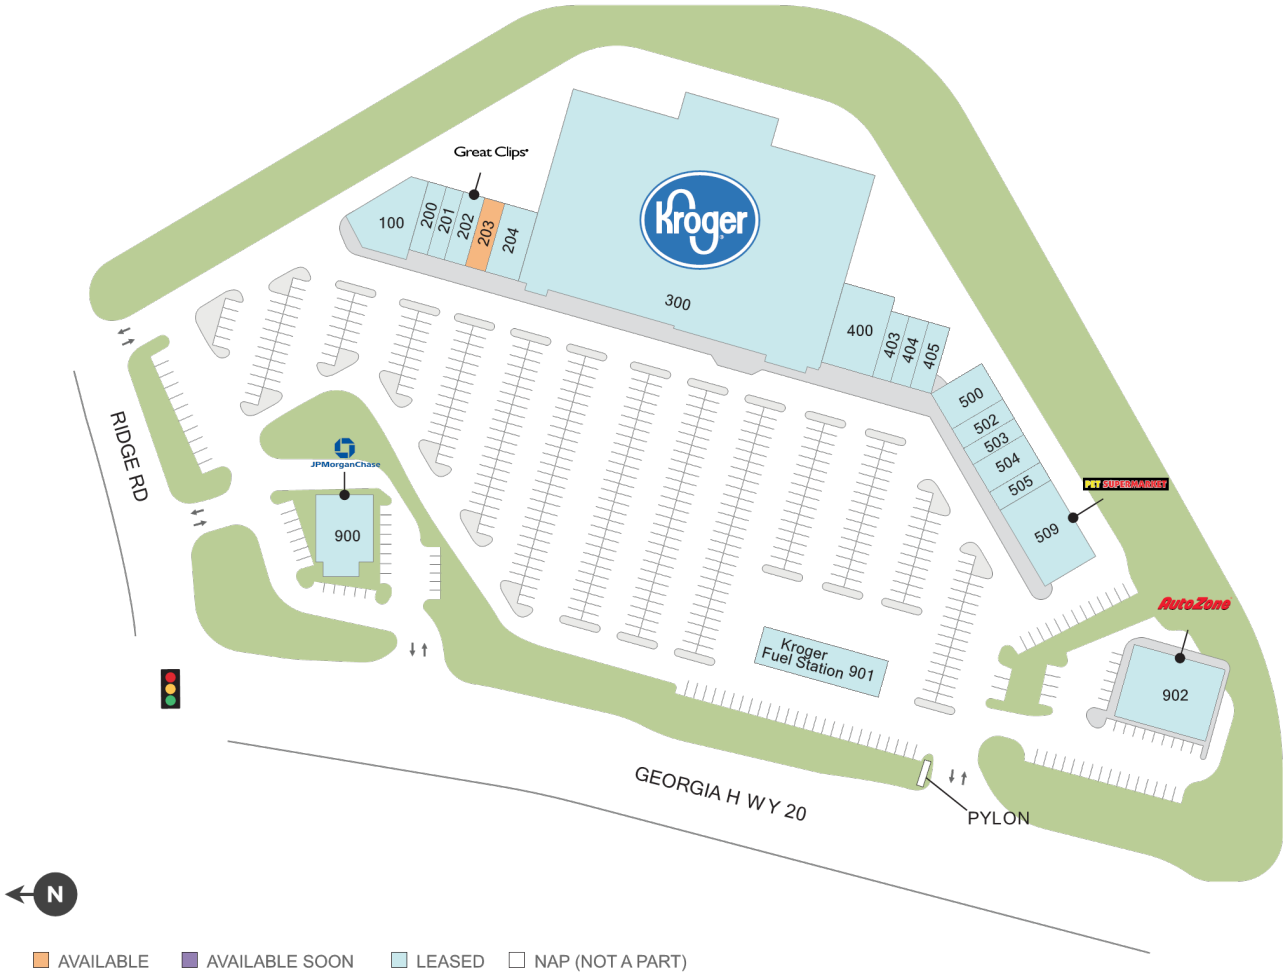 Great Clips
Kroger
100
200
201
202
203
204
300
400
403
404
405
500
502
503
504
505
509
PET SUPERMARKET
RIDGE RD
JPMorganChase
900
AutoZone
Kroger
Fuel Station 901
902
GEORGIA HWY 20
PYLON
N
AVAILABLE
AVAILABLE SOON
LEASED
NAP (NOT A PART)